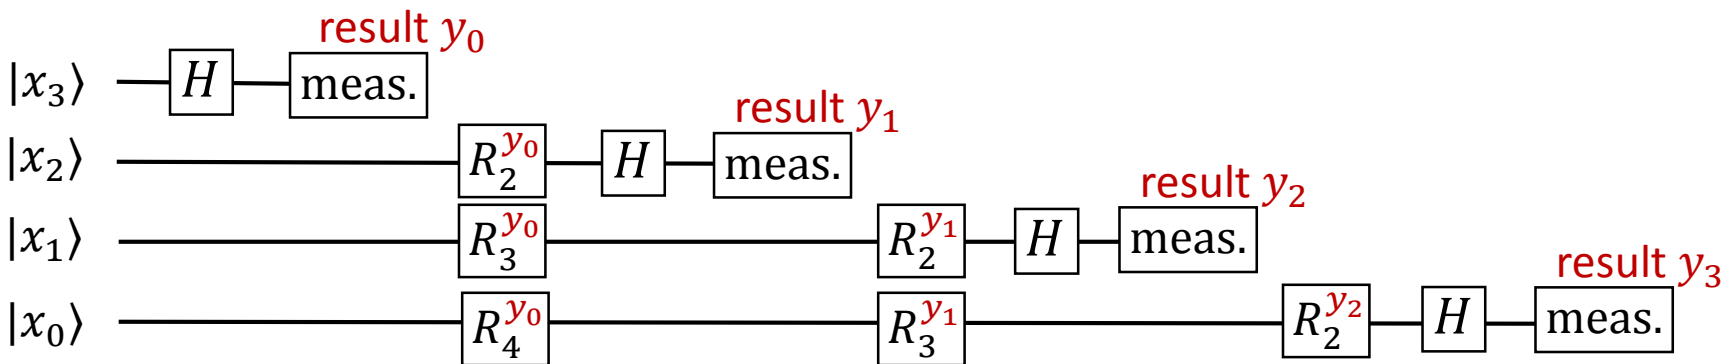 result y₀
|x₃⟩ H meas.
result y₁
|x₂⟩ R₂^y₀ H meas.
result y₂
|x₁⟩ R₃^y₀ R₂^y₁ H meas.
result y₃
|x₀⟩ R₄^y₀ R₃^y₁ R₂^y₂ H meas.